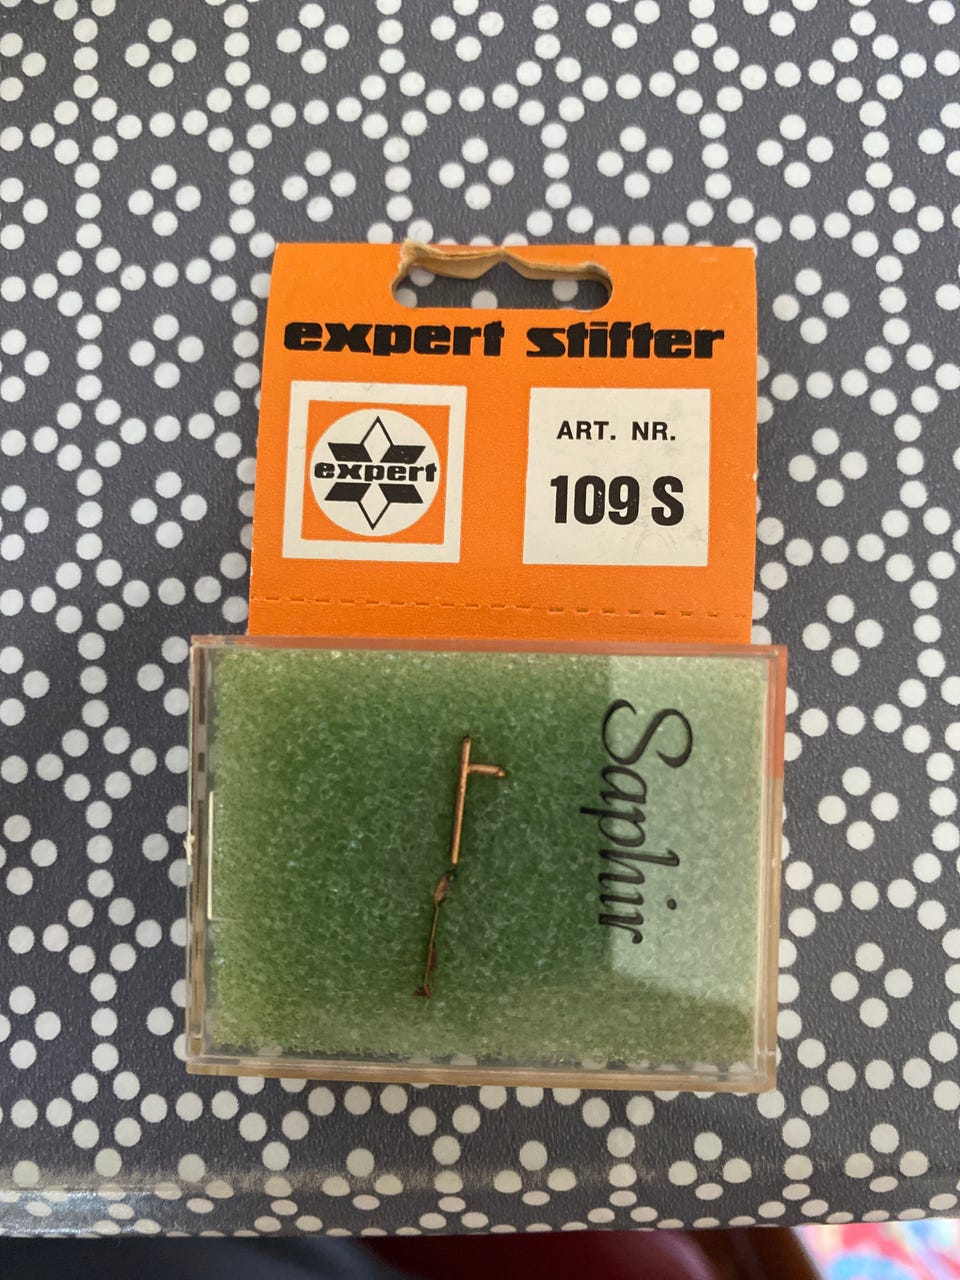 expert stifter
expert
ART. NR.
109 S
Saphir